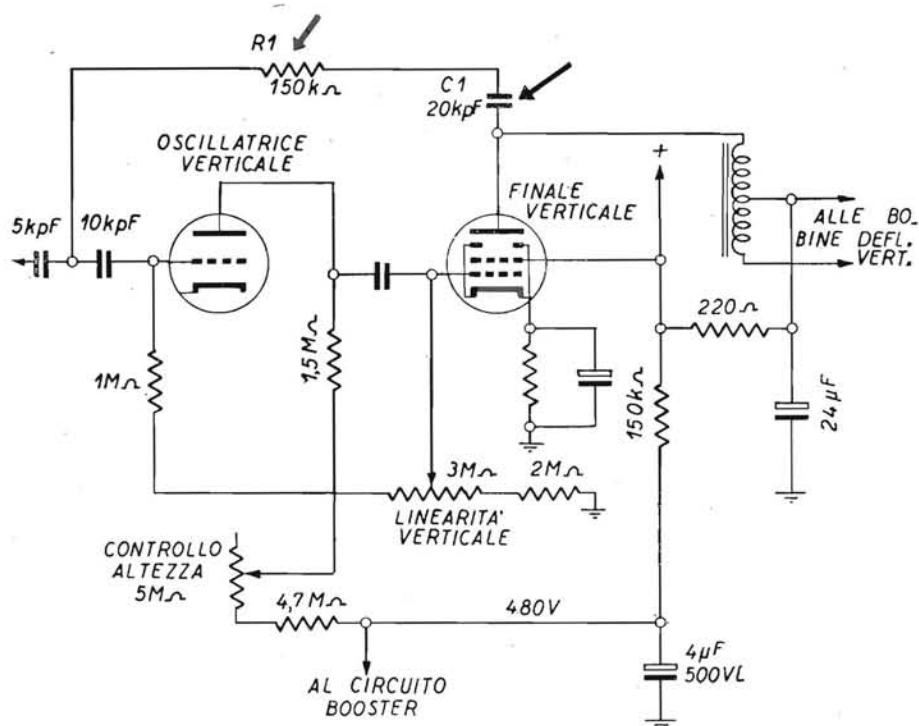 R1
150kΩ
C1
20kpF
OSCILLATRICE
VERTICALE
FINALE
VERTICALE
+
5kpF
10kpF
ALLE BO_
BINE DEFL.
VERT.
220Ω
1MΩ
1,5MΩ
150kΩ
24µF
3MΩ
2MΩ
LINEARITA'
VERTICALE
CONTROLLO
ALTEZZA
5MΩ
4,7MΩ
480V
4µF
500VL
AL CIRCUITO
BOOSTER